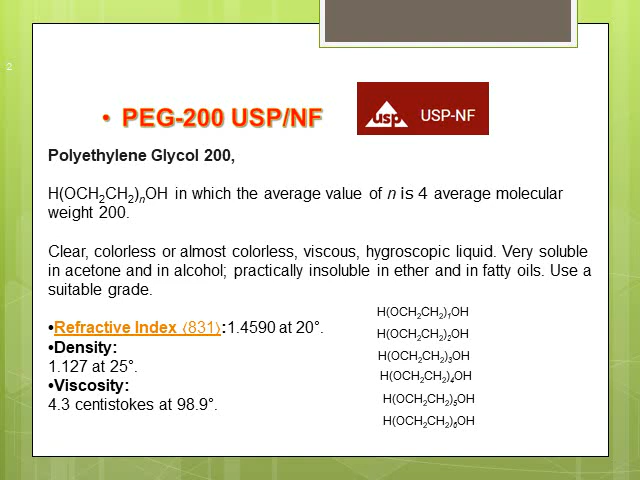 2
• PEG-200 USP/NF
usp USP-NF
Polyethylene Glycol 200,
H(OCH2CH2)nOH in which the average value of n is 4 average molecular
weight 200.
Clear, colorless or almost colorless, viscous, hygroscopic liquid. Very soluble
in acetone and in alcohol; practically insoluble in ether and in fatty oils. Use a
suitable grade.
•Refractive Index 〈831〉:1.4590 at 20°.
•Density:
1.127 at 25°.
•Viscosity:
4.3 centistokes at 98.9°.
H(OCH2CH2)1OH
H(OCH2CH2)2OH
H(OCH2CH2)3OH
H(OCH2CH2)4OH
H(OCH2CH2)5OH
H(OCH2CH2)6OH